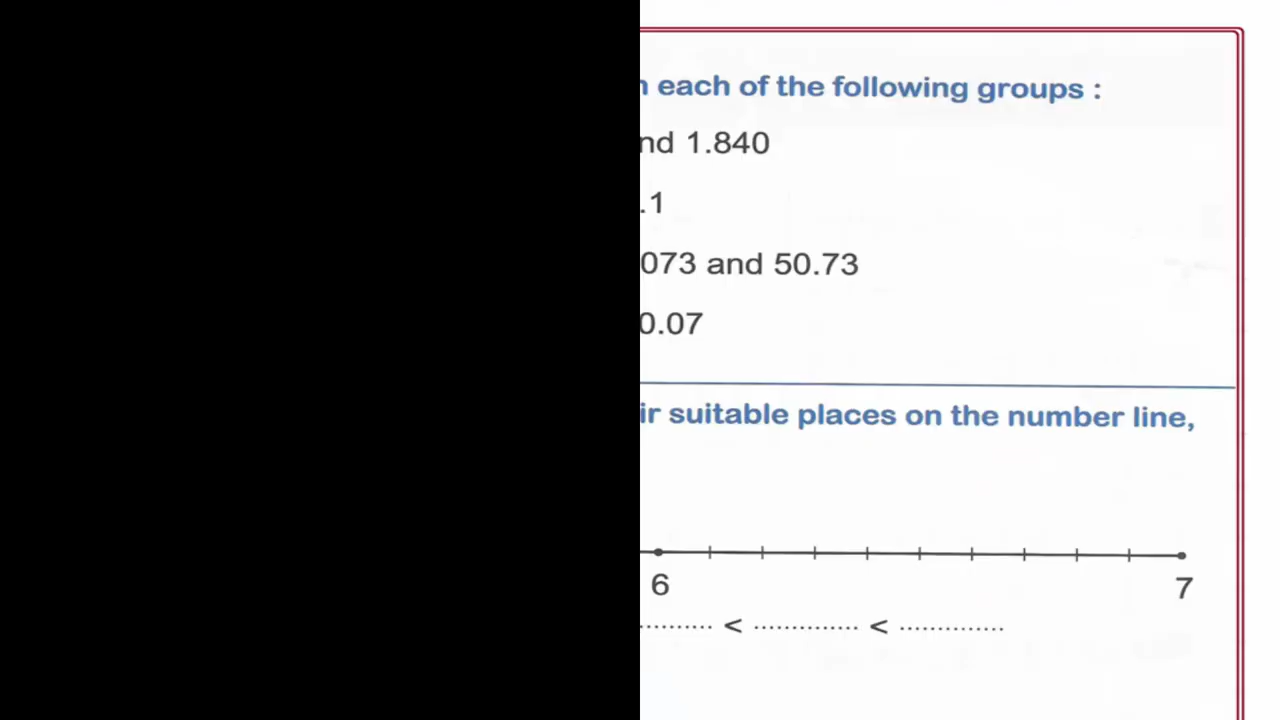 each of the following groups :
nd 1.840
.1
073 and 50.73
0.07
ir suitable places on the number line,
6 7
............ < ............... < ...............